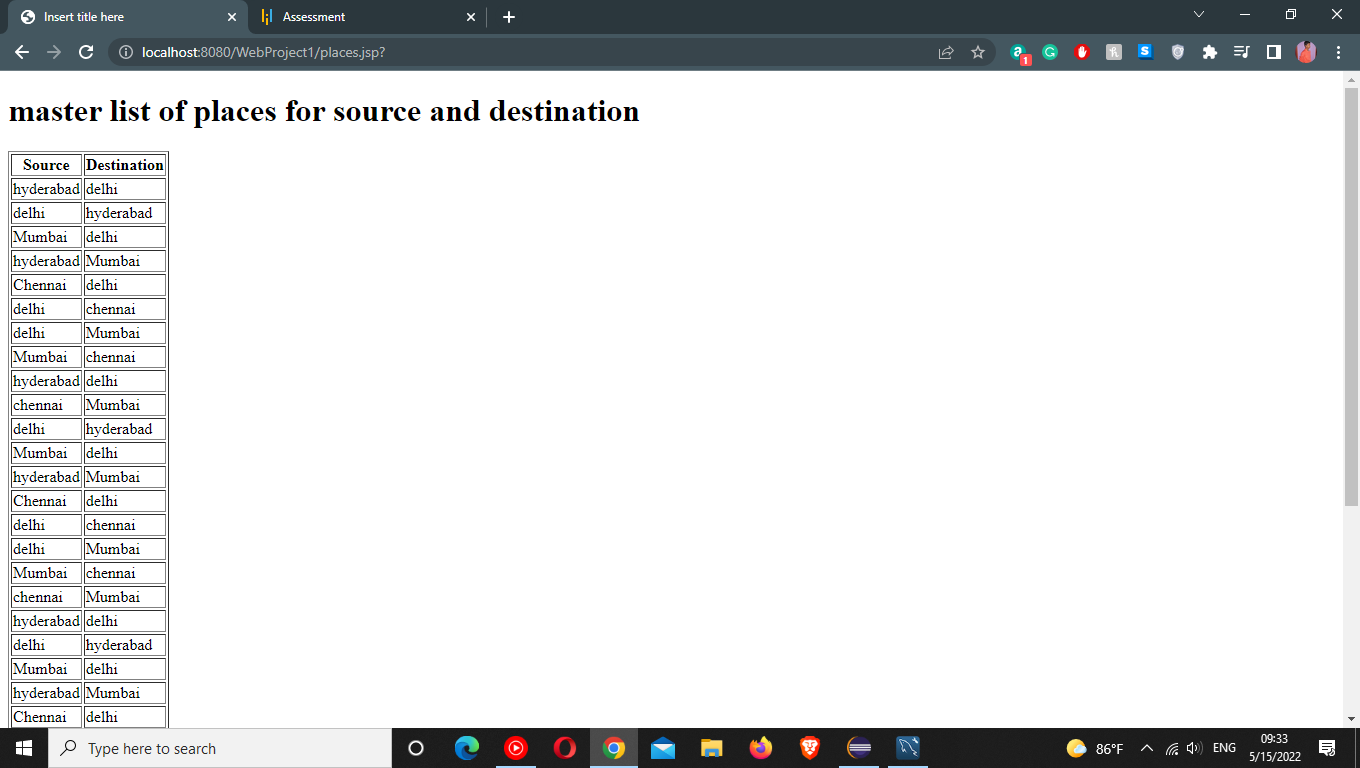 Insert title here
Assessment
localhost:8080/WebProject1/places.jsp?
1
master list of places for source and destination
Source Destination
hyderabad delhi
delhi hyderabad
Mumbai delhi
hyderabad Mumbai
Chennai delhi
delhi chennai
delhi Mumbai
Mumbai chennai
hyderabad delhi
chennai Mumbai
delhi hyderabad
Mumbai delhi
hyderabad Mumbai
Chennai delhi
delhi chennai
delhi Mumbai
Mumbai chennai
chennai Mumbai
hyderabad delhi
delhi hyderabad
Mumbai delhi
hyderabad Mumbai
Chennai delhi
Type here to search
86°F
ENG
09:33
5/15/2022